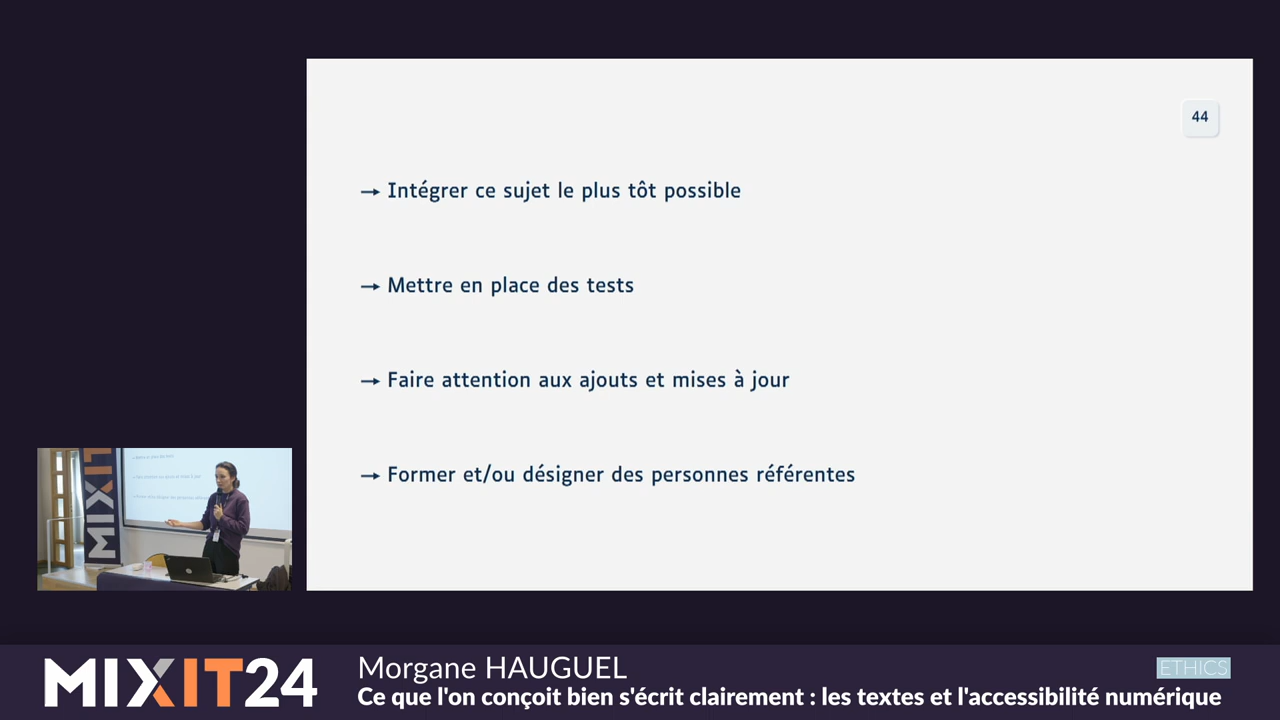 44
→ Intégrer ce sujet le plus tôt possible
→ Mettre en place des tests
→ Faire attention aux ajouts et mises à jour
→ Former et/ou désigner des personnes référentes
MIXIT
MIXIT24
Morgane HAUGUEL
ETHICS
Ce que l'on conçoit bien s'écrit clairement : les textes et l'accessibilité numérique